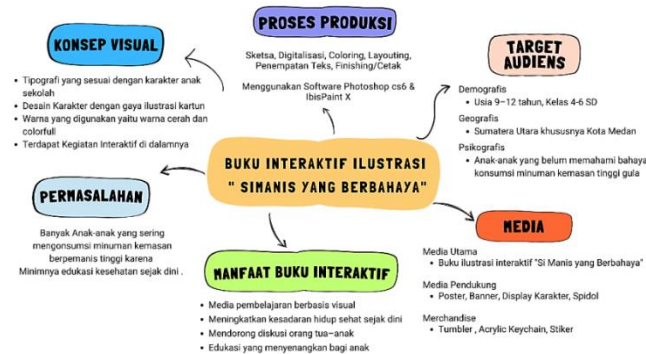 KONSEP VISUAL
• Tipografi yang sesuai dengan karakter anak
sekolah
• Desain Karakter dengan gaya ilustrasi kartun
• Warna yang digunakan yaitu warna cerah dan
colorfull
• Terdapat Kegiatan Interaktif di dalamnya
PROSES PRODUKSI
Sketsa, Digitalisasi, Coloring, Layouting,
Penempatan Teks, Finishing/Cetak
Menggunakan Software Photoshop cs6 &
IbisPaint X
TARGET
AUDIENS
Demografis
• Usia 9–12 tahun, Kelas 4-6 SD
Geografis
Sumatera Utara khususnya Kota Medan
Psikografis
• Anak-anak yang belum memahami bahaya
konsumsi minuman kemasan tinggi gula
BUKU INTERAKTIF ILUSTRASI
" SIMANIS YANG BERBAHAYA"
PERMASALAHAN
Banyak Anak-anak yang sering
mengonsumsi minuman kemasan
berpemanis tinggi karena
Minimnya edukasi kesehatan sejak dini .
MANFAAT BUKU INTERAKTIF
• Media pembelajaran berbasis visual
• Meningkatkan kesadaran hidup sehat sejak dini
• Mendorong diskusi orang tua–anak
• Edukasi yang menyenangkan bagi anak
MEDIA
Media Utama
• Buku ilustrasi interaktif "Si Manis yang Berbahaya"
Media Pendukung
• Poster, Banner, Display Karakter, Spidol
Merchandise
• Tumbler , Acrylic Keychain, Stiker